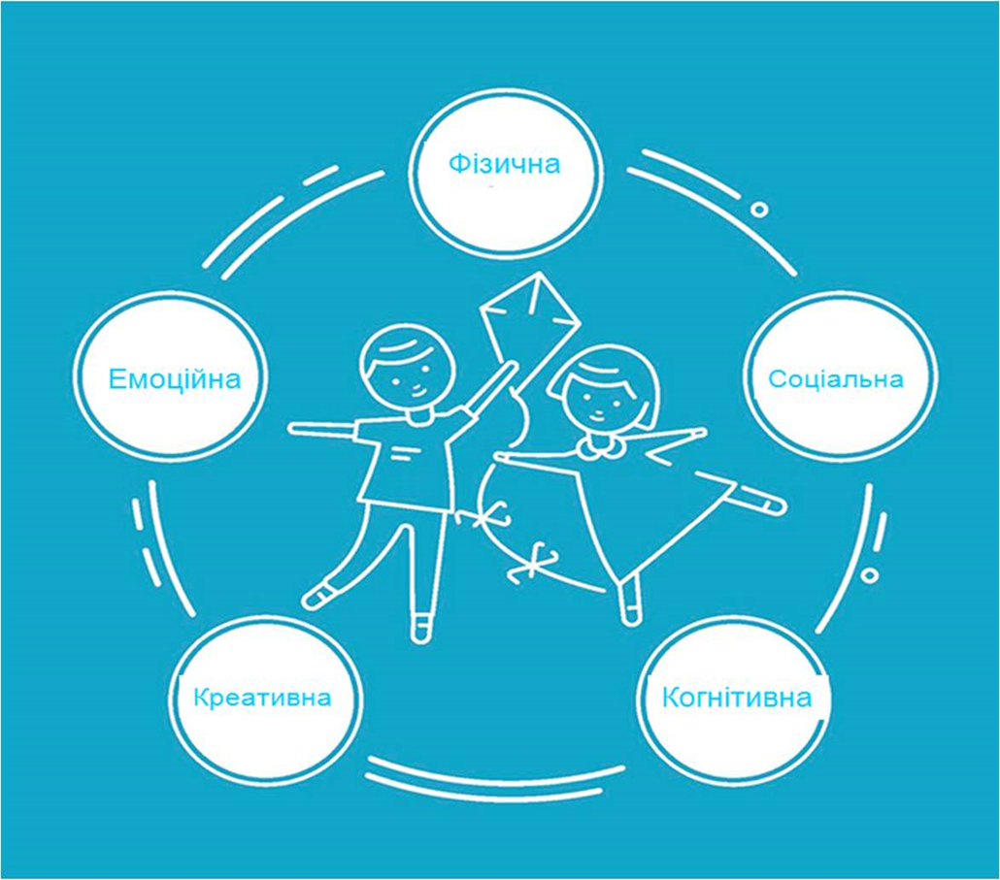 Фізична
Емоційна
Соціальна
Креативна
Когнітивна